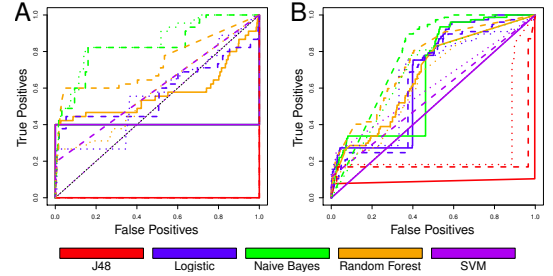 A
B
True Positives
1.0
0.8
0.6
0.4
0.2
0.0
0.0
0.2
0.4
0.6
0.8
1.0
False Positives
True Positives
1.0
0.8
0.6
0.4
0.2
0.0
0.0
0.2
0.4
0.6
0.8
1.0
False Positives
J48
Logistic
Naive Bayes
Random Forest
SVM